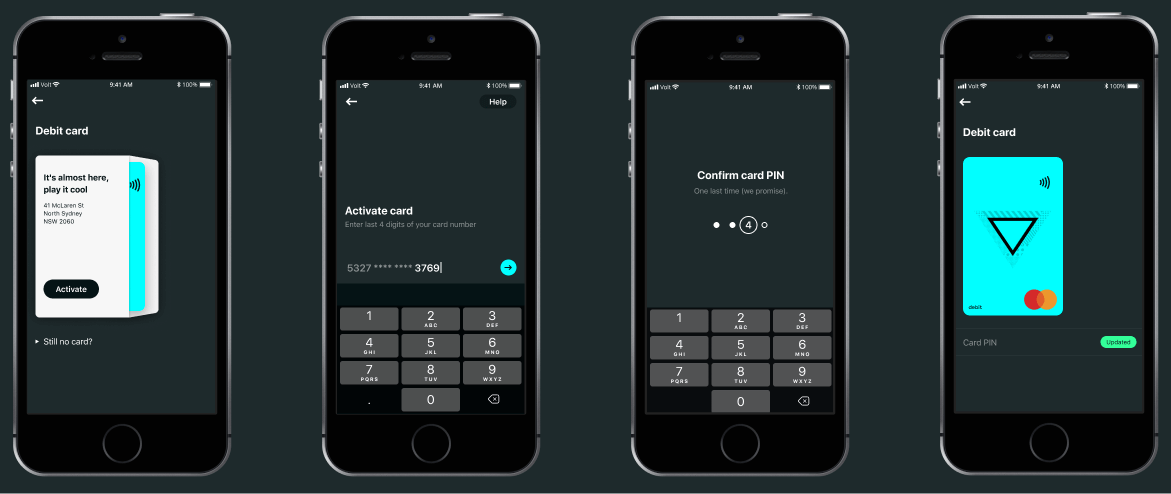 Volt 9:41 AM 100%
Debit card
It's almost here,
play it cool
41 McLaren St
North Sydney
NSW 2060
Activate
Still no card?
Volt 9:41 AM 100%
Help
Activate card
Enter last 4 digits of your card number
5327 **** **** 3769
1 2 3
ABC DEF
4 5 6
GHI JKL MNO
7 8 9
PQRS TUV WXYZ
. 0
Volt 9:41 AM 100%
Confirm card PIN
One last time (we promise).
4
1 2 3
ABC DEF
4 5 6
GHI JKL MNO
7 8 9
PQRS TUV WXYZ
0
Volt 9:41 AM 100%
Debit card
debit
Card PIN Updated